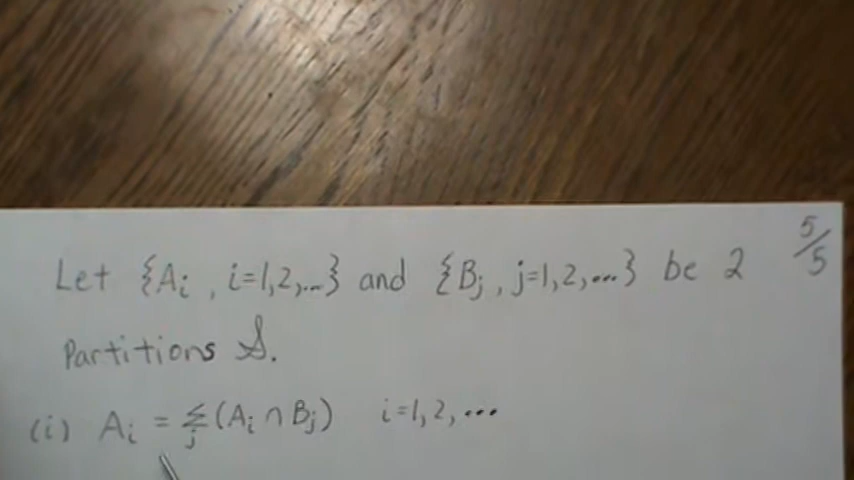 Let {Ai , i=1,2,...} and {Bj , j=1,2,...} be 2
5/5
Partitions S.
(i) Ai = Σj (Ai ∩ Bj) i=1,2,...